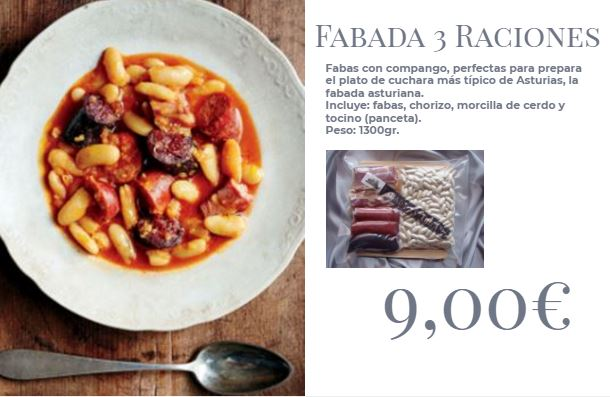 Fabada 3 Raciones
Fabas con compango, perfectas para prepara
el plato de cuchara más típico de Asturias, la
fabada asturiana.
Incluye: fabas, chorizo, morcilla de cerdo y
tocino (panceta).
Peso: 1300gr.
9,00€